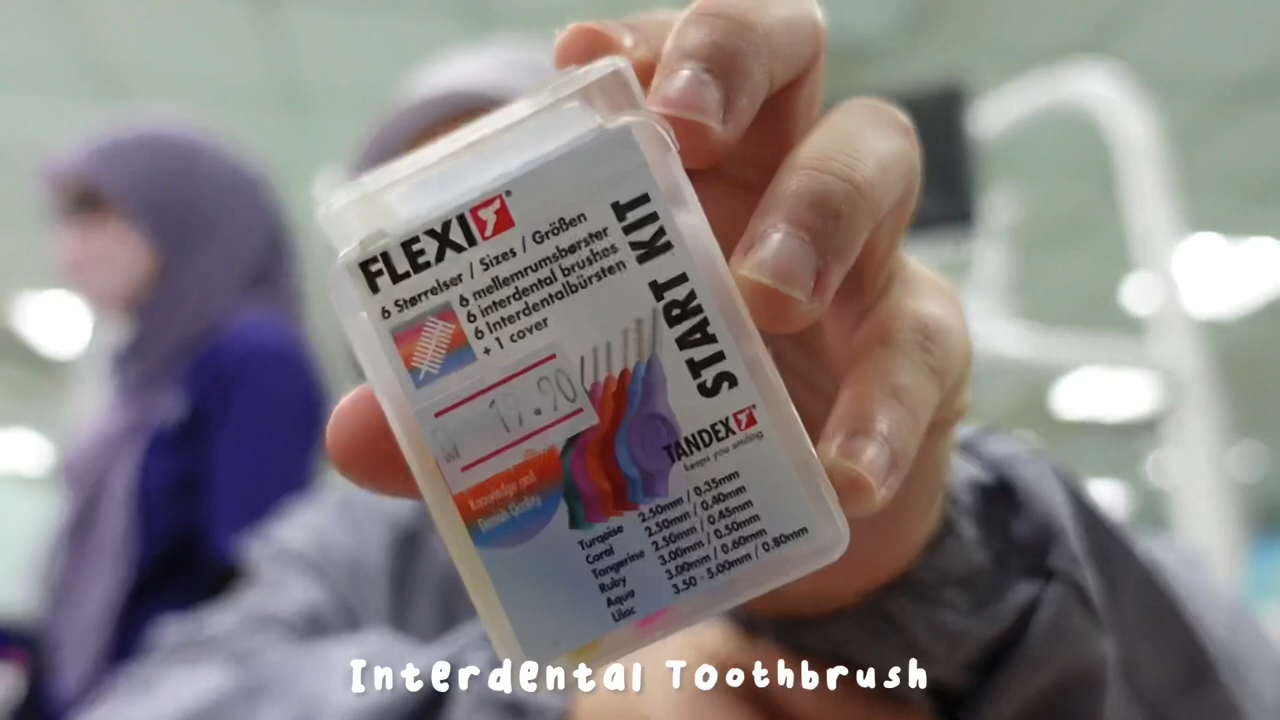 FLEXI
6 Størrelser / Sizes / Größen
6 mellemrumsbørster
6 interdental brushes
6 Interdentalbürsten
+ 1 cover
START KIT
19.90
TANDEX
keeps you smiling
Knowledge and
Danish Quality
Turqoise 2.50mm / 0.35mm
Coral 2.50mm / 0.40mm
Tangerine 2.50mm / 0.45mm
Ruby 3.00mm / 0.50mm
Aqua 3.00mm / 0.60mm
Lilac 3.50 - 5.00mm / 0.80mm
Interdental Toothbrush